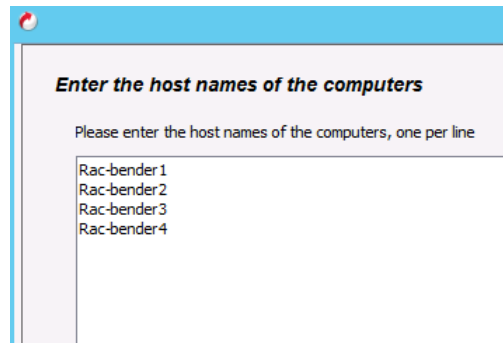 Enter the host names of the computers
Please enter the host names of the computers, one per line
Rac-bender1
Rac-bender2
Rac-bender3
Rac-bender4